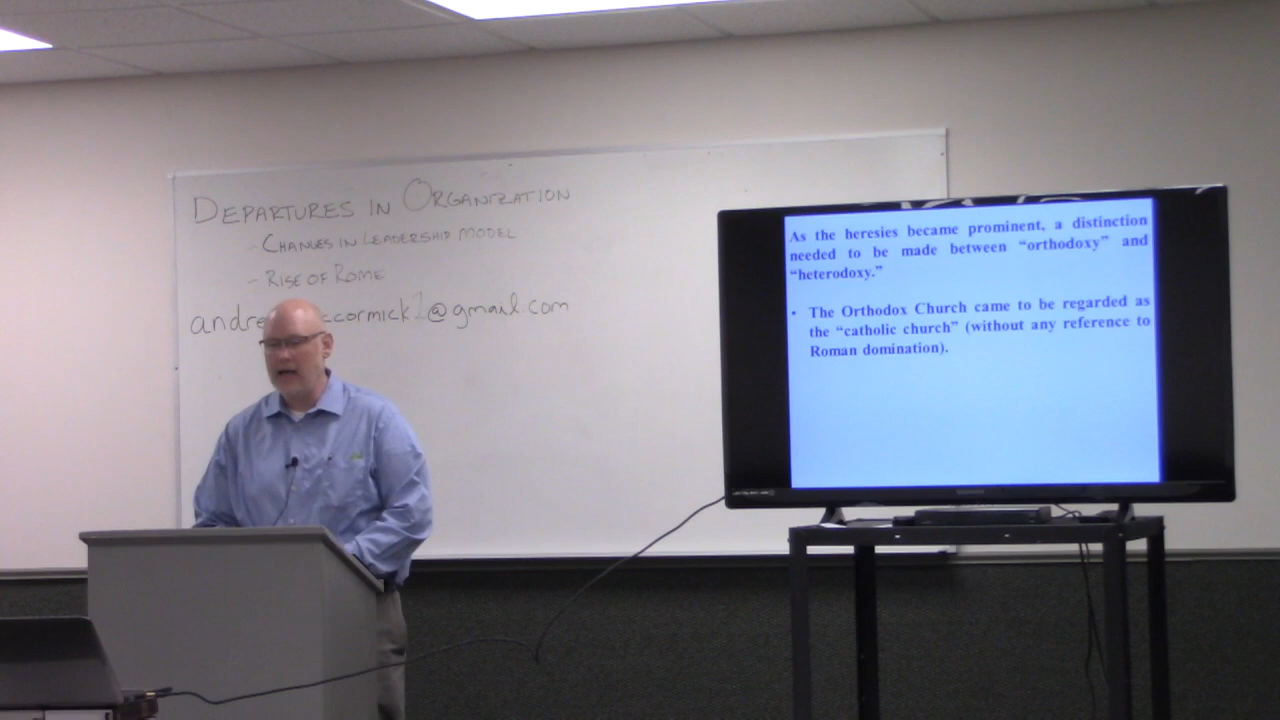 DEPARTURES IN ORGANIZATION
- CHANGES IN LEADERSHIP MODEL
- RISE OF ROME
andre ccormick1@gmail.com
As the heresies became prominent, a distinction
needed to be made between “orthodoxy” and
“heterodoxy.”
• The Orthodox Church came to be regarded as
the “catholic church” (without any reference to
Roman domination).